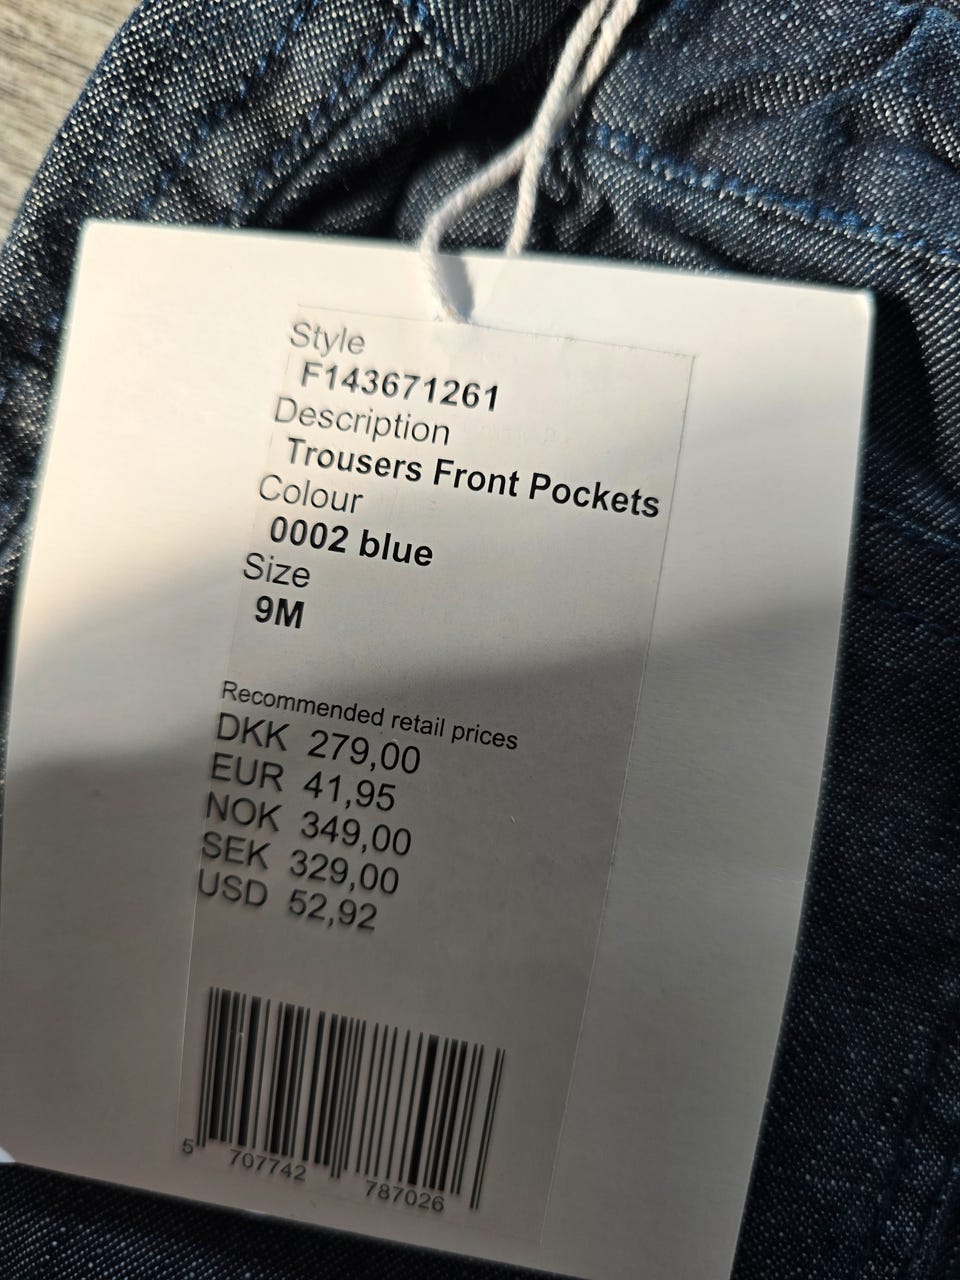 Style
F143671261
Description
Trousers Front Pockets
Colour
0002 blue
Size
9M
Recommended retail prices
DKK 279,00
EUR 41,95
NOK 349,00
SEK 329,00
USD 52,92
5 707742 787026